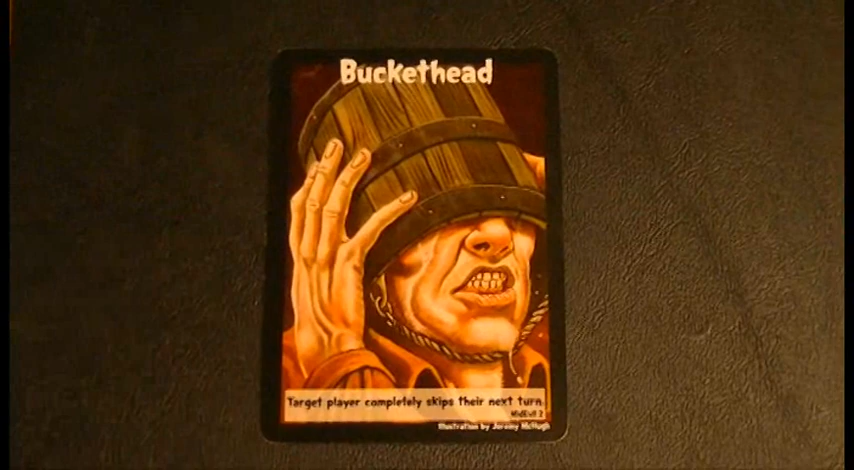 Buckethead
Target player completely skips their next turn.
MidEvil 2
Illustration by Jeremy McHugh